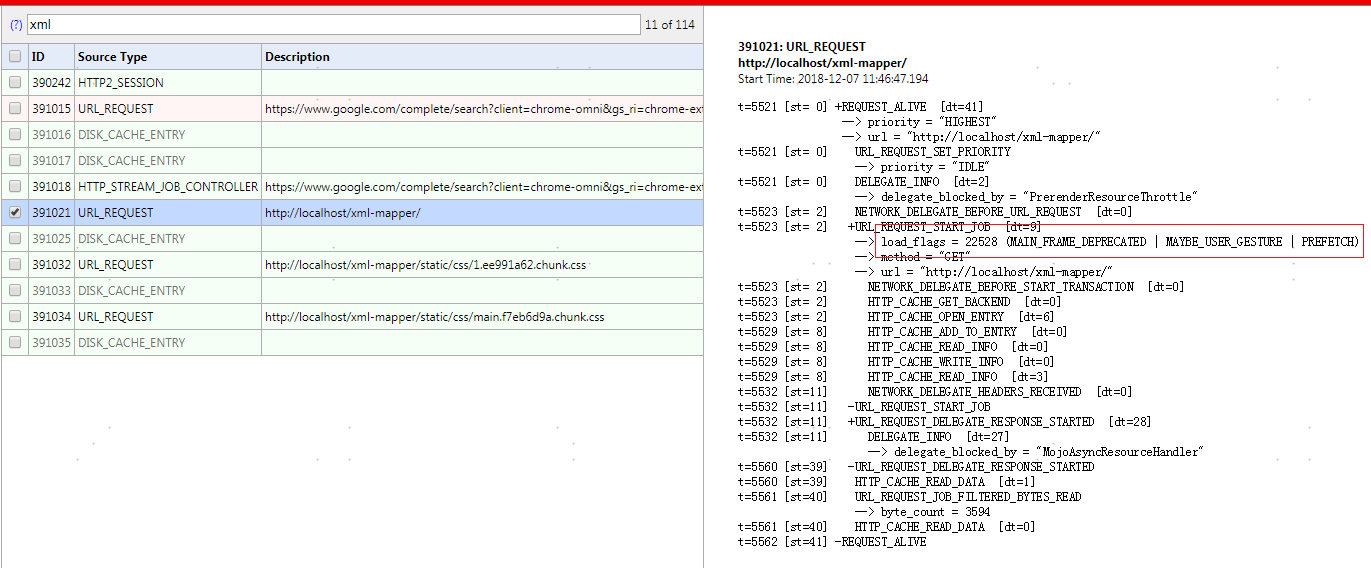 (?) xml 11 of 114
ID Source Type Description
390242 HTTP2_SESSION
391015 URL_REQUEST https://www.google.com/complete/search?client=chrome-omni&gs_ri=chrome-ext
391016 DISK_CACHE_ENTRY
391017 DISK_CACHE_ENTRY
391018 HTTP_STREAM_JOB_CONTROLLER https://www.google.com/complete/search?client=chrome-omni&gs_ri=chrome-ext
391021 URL_REQUEST http://localhost/xml-mapper/
391025 DISK_CACHE_ENTRY
391032 URL_REQUEST http://localhost/xml-mapper/static/css/1.ee991a62.chunk.css
391033 DISK_CACHE_ENTRY
391034 URL_REQUEST http://localhost/xml-mapper/static/css/main.f7eb6d9a.chunk.css
391035 DISK_CACHE_ENTRY
391021: URL_REQUEST
http://localhost/xml-mapper/
Start Time: 2018-12-07 11:46:47.194
t=5521 [st= 0] +REQUEST_ALIVE [dt=41]
--> priority = "HIGHEST"
--> url = "http://localhost/xml-mapper/"
t=5521 [st= 0] URL_REQUEST_SET_PRIORITY
--> priority = "IDLE"
t=5521 [st= 0] DELEGATE_INFO [dt=2]
--> delegate_blocked_by = "PrerenderResourceThrottle"
t=5523 [st= 2] NETWORK_DELEGATE_BEFORE_URL_REQUEST [dt=0]
t=5523 [st= 2] +URL_REQUEST_START_JOB [dt=9]
--> load_flags = 22528 (MAIN_FRAME_DEPRECATED | MAYBE_USER_GESTURE | PREFETCH)
--> method = "GET"
--> url = "http://localhost/xml-mapper/"
t=5523 [st= 2] NETWORK_DELEGATE_BEFORE_START_TRANSACTION [dt=0]
t=5523 [st= 2] HTTP_CACHE_GET_BACKEND [dt=0]
t=5523 [st= 2] HTTP_CACHE_OPEN_ENTRY [dt=6]
t=5529 [st= 8] HTTP_CACHE_ADD_TO_ENTRY [dt=0]
t=5529 [st= 8] HTTP_CACHE_READ_INFO [dt=0]
t=5529 [st= 8] HTTP_CACHE_WRITE_INFO [dt=0]
t=5529 [st= 8] HTTP_CACHE_READ_INFO [dt=3]
t=5532 [st=11] NETWORK_DELEGATE_HEADERS_RECEIVED [dt=0]
t=5532 [st=11] -URL_REQUEST_START_JOB
t=5532 [st=11] +URL_REQUEST_DELEGATE_RESPONSE_STARTED [dt=28]
t=5532 [st=11] DELEGATE_INFO [dt=27]
--> delegate_blocked_by = "MojoAsyncResourceHandler"
t=5560 [st=39] -URL_REQUEST_DELEGATE_RESPONSE_STARTED
t=5560 [st=39] HTTP_CACHE_READ_DATA [dt=1]
t=5561 [st=40] URL_REQUEST_JOB_FILTERED_BYTES_READ
--> byte_count = 3594
t=5561 [st=40] HTTP_CACHE_READ_DATA [dt=0]
t=5562 [st=41] -REQUEST_ALIVE